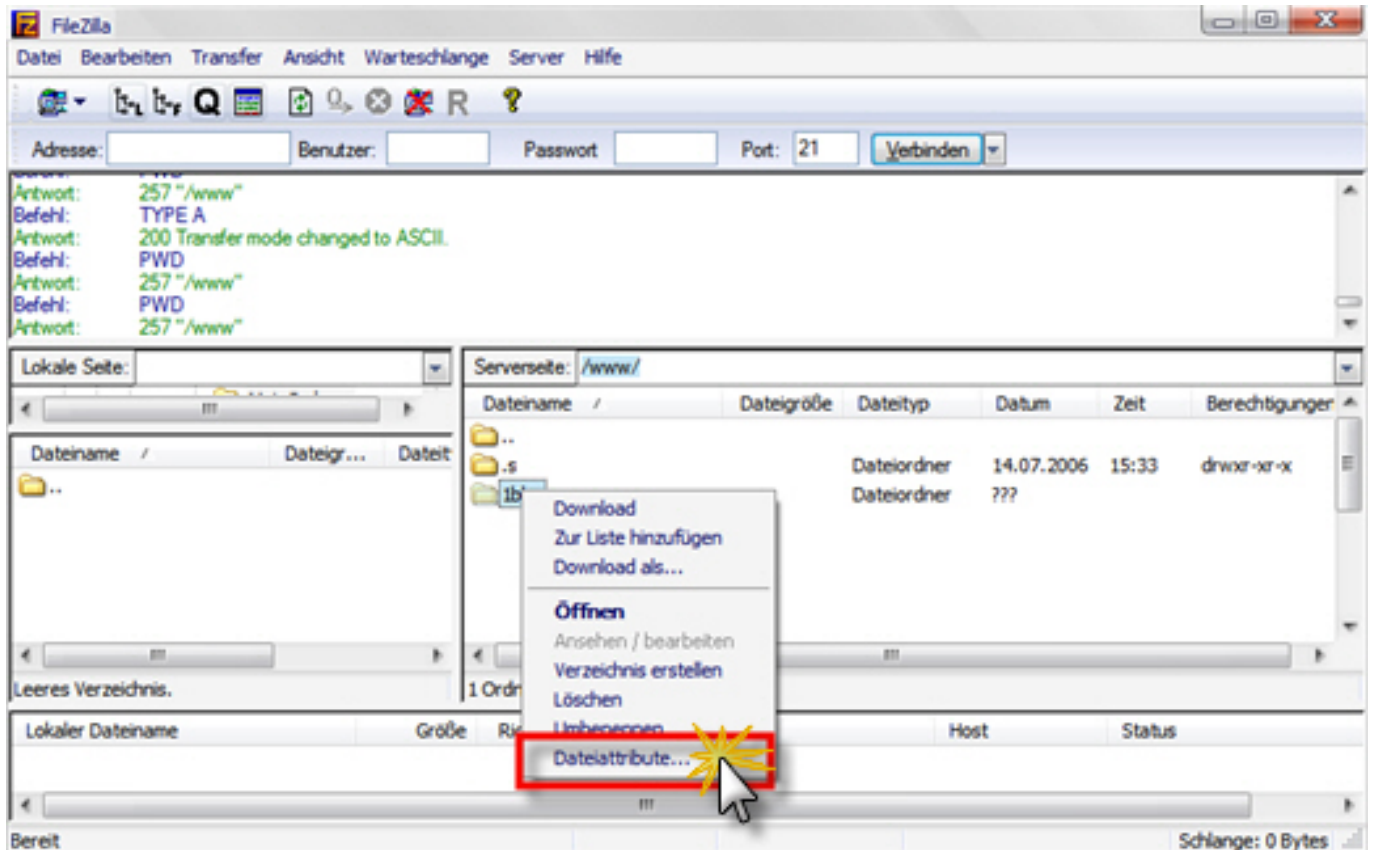 FileZilla
Datei Bearbeiten Transfer Ansicht Warteschlange Server Hilfe
Adresse: Benutzer: Passwort Port: 21 Verbinden
Antwort: 257 "/www"
Befehl: TYPE A
Antwort: 200 Transfer mode changed to ASCII.
Befehl: PWD
Antwort: 257 "/www"
Befehl: PWD
Antwort: 257 "/www"
Lokale Seite: Serverseite: /www/
Dateiname / Dateigröße Dateityp Datum Zeit Berechtigungen
..
Dateiname / Dateigr... Dateit
.s Dateiordner 14.07.2006 15:33 drwxr-xr-x
..
Dateiordner ???
Download
Zur Liste hinzufügen
Download als...
Öffnen
Ansehen / bearbeiten
Verzeichnis erstellen
Leeres Verzeichnis.
Löschen
Umbenennen
Lokaler Dateiname Größe Host Status
Dateiattribute...
Bereit Schlange: 0 Bytes